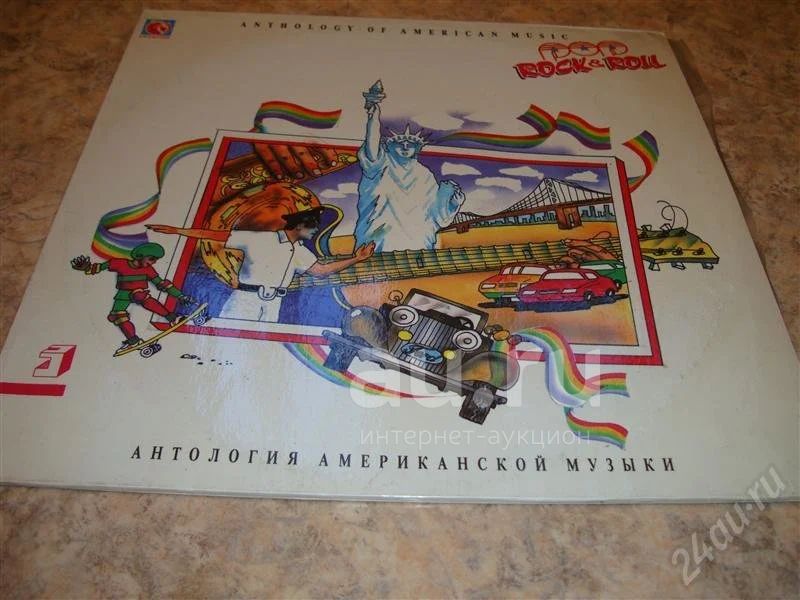 ANTHOLOGY OF AMERICAN MUSIC
POP
ROCK & ROLL
3
au.ru
интернет-аукцион
АНТОЛОГИЯ АМЕРИКАНСКОЙ МУЗЫКИ
24au.ru